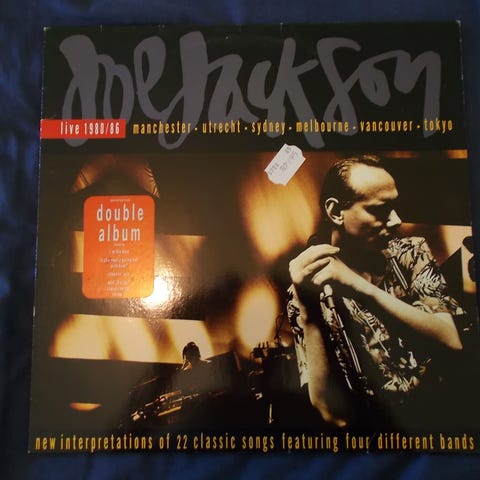 Joe Jackson
live 1980/86 manchester • utrecht • sydney • melbourne • vancouver • tokyo
double
album
new interpretations of 22 classic songs featuring four different bands